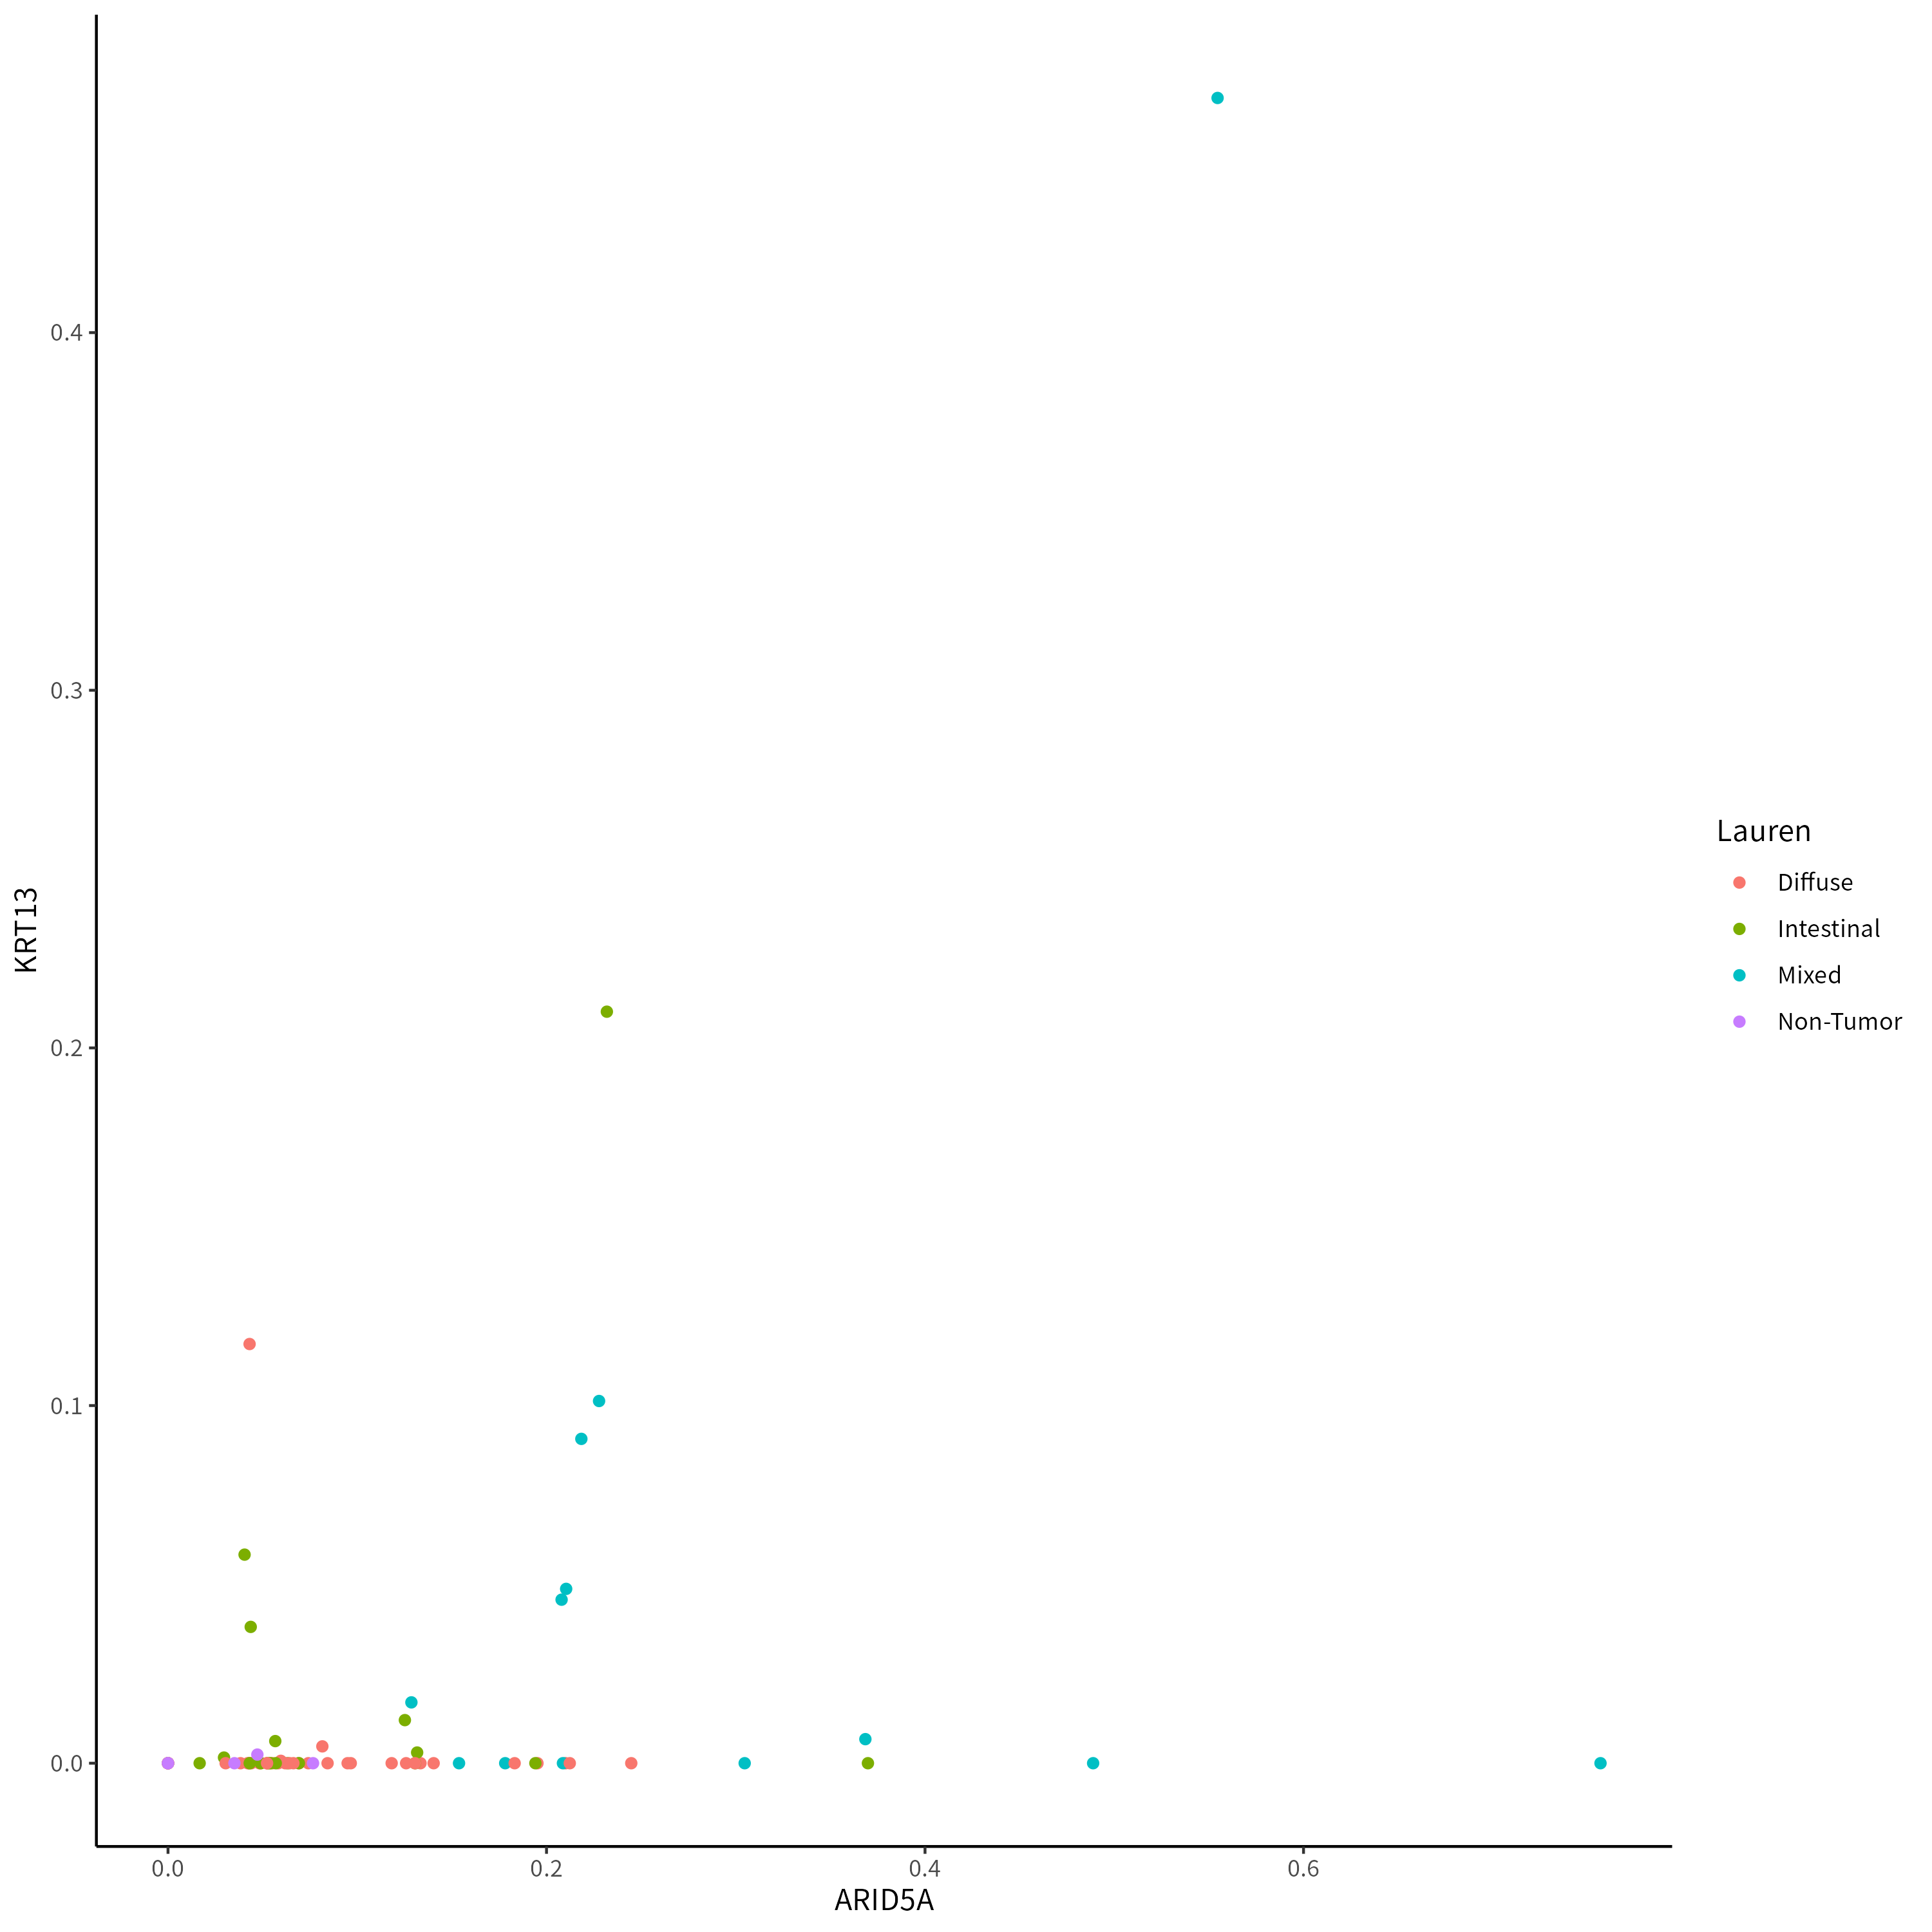 0.4
0.3
0.2
0.1
0.0
KRT13
0.0 0.2 0.4 0.6
ARID5A
Lauren
Diffuse
Intestinal
Mixed
Non-Tumor